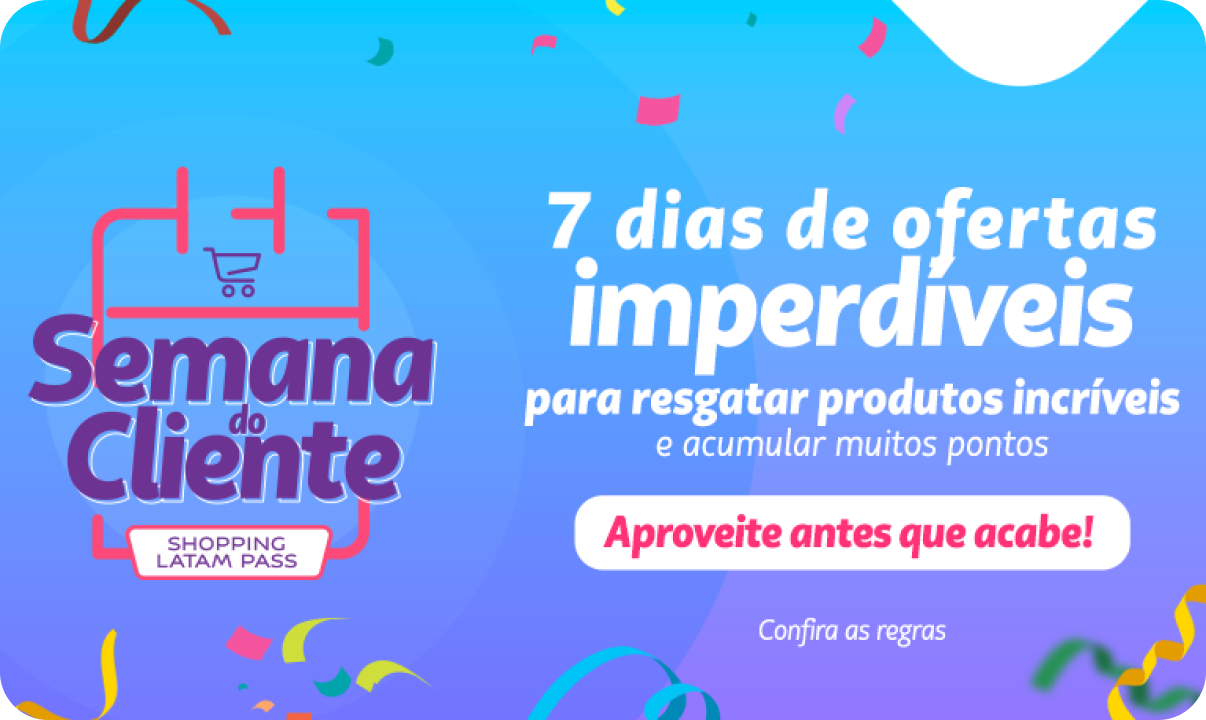 Semana
do
Cliente
SHOPPING
LATAM PASS
7 dias de ofertas
imperdíveis
para resgatar produtos incríveis
e acumular muitos pontos
Aproveite antes que acabe!
Confira as regras